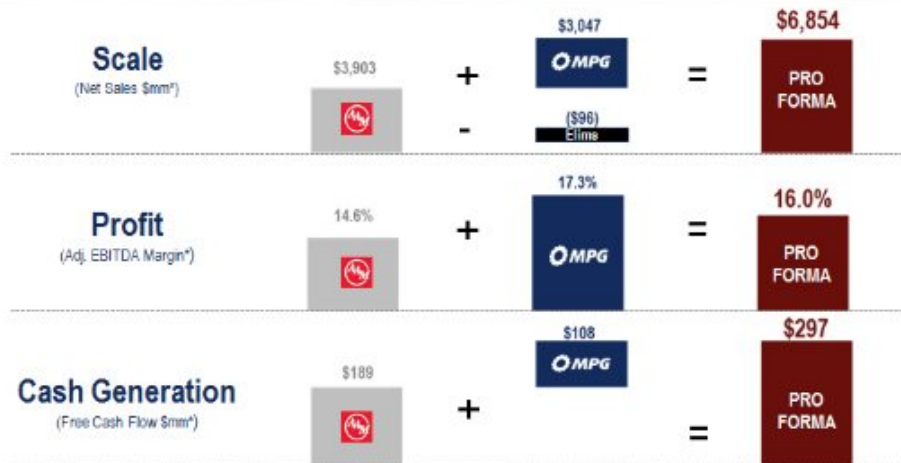 Scale
(Net Sales $mm*)
$3,903
+
-
$3,047
MPG
($96)
Elims
=
$6,854
PRO
FORMA
Profit
(Adj. EBITDA Margin*)
14.6%
+
17.3%
MPG
=
16.0%
PRO
FORMA
Cash Generation
(Free Cash Flow $mm*)
$189
+
$108
MPG
=
$297
PRO
FORMA